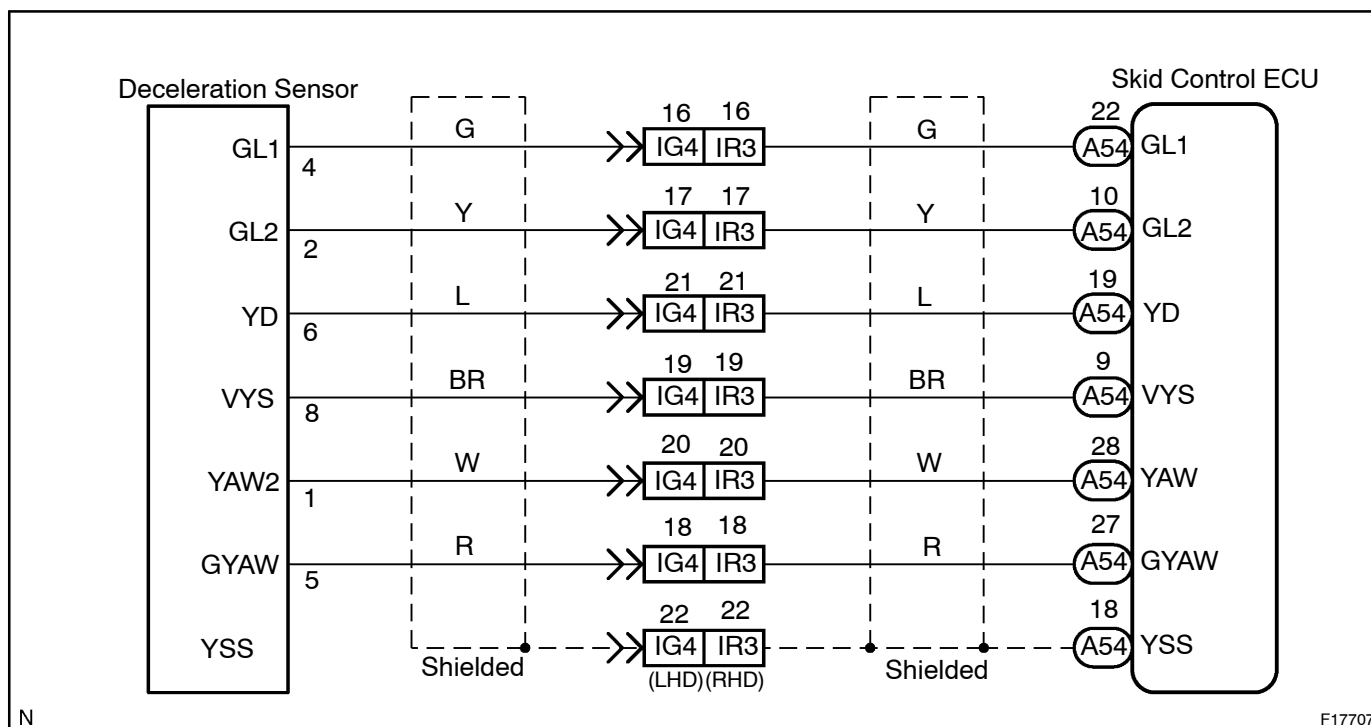 Deceleration Sensor
Skid Control ECU
GL1 4 G 16 16 IG4 IR3 G 22 A54 GL1
GL2 2 Y 17 17 IG4 IR3 Y 10 A54 GL2
YD 6 L 21 21 IG4 IR3 L 19 A54 YD
VYS 8 BR 19 19 IG4 IR3 BR 9 A54 VYS
YAW2 1 W 20 20 IG4 IR3 W 28 A54 YAW
GYAW 5 R 18 18 IG4 IR3 R 27 A54 GYAW
YSS 22 22 IG4 IR3 18 A54 YSS
Shielded (LHD) (RHD) Shielded
N F17707